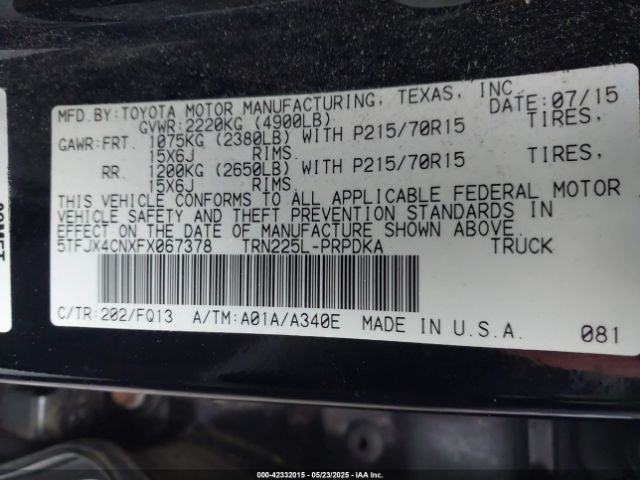 MFD.BY:TOYOTA MOTOR MANUFACTURING, TEXAS, INC.
GVWR:2220KG (4900LB) DATE:07/15
GAWR:FRT. 1075KG (2380LB) WITH P215/70R15 TIRES,
15X6J RIMS.
RR. 1200KG (2650LB) WITH P215/70R15 TIRES,
15X6J RIMS.
THIS VEHICLE CONFORMS TO ALL APPLICABLE FEDERAL MOTOR
VEHICLE SAFETY AND THEFT PREVENTION STANDARDS IN
EFFECT ON THE DATE OF MANUFACTURE SHOWN ABOVE.
5TFJX4CNXFX067378 TRN225L-PRPDKA TRUCK
C/TR:202/FQ13 A/TM:A01A/A340E MADE IN U.S.A. 081
000-42332015 - 05/23/2025 - IAA Inc.